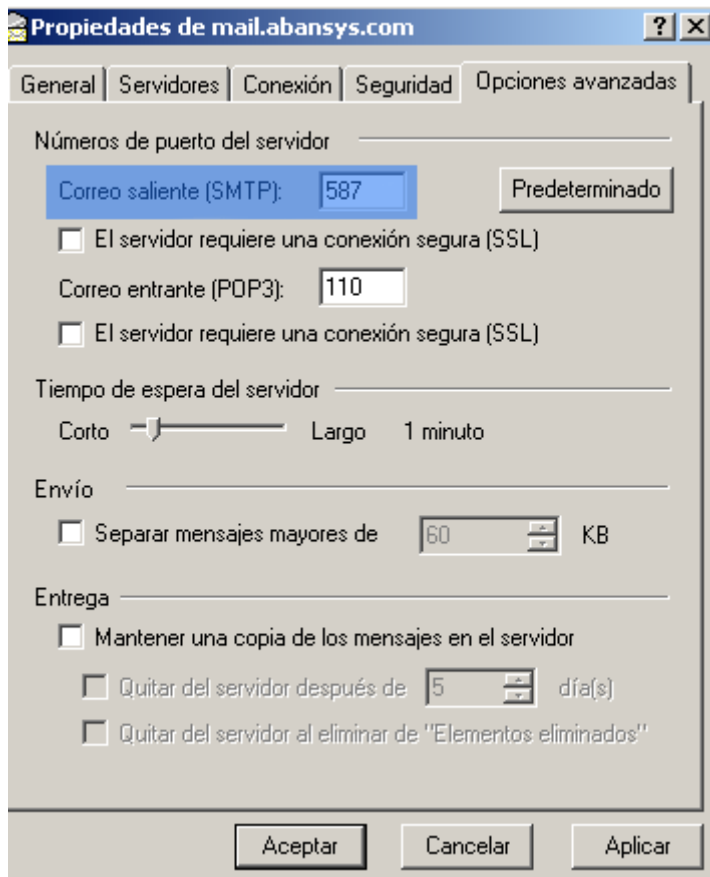 Propiedades de mail.abansys.com
General Servidores Conexión Seguridad Opciones avanzadas
Números de puerto del servidor
Correo saliente (SMTP): 587 Predeterminado
El servidor requiere una conexión segura (SSL)
Correo entrante (POP3): 110
El servidor requiere una conexión segura (SSL)
Tiempo de espera del servidor
Corto Largo 1 minuto
Envío
Separar mensajes mayores de 60 KB
Entrega
Mantener una copia de los mensajes en el servidor
Quitar del servidor después de 5 día(s)
Quitar del servidor al eliminar de "Elementos eliminados"
Aceptar Cancelar Aplicar